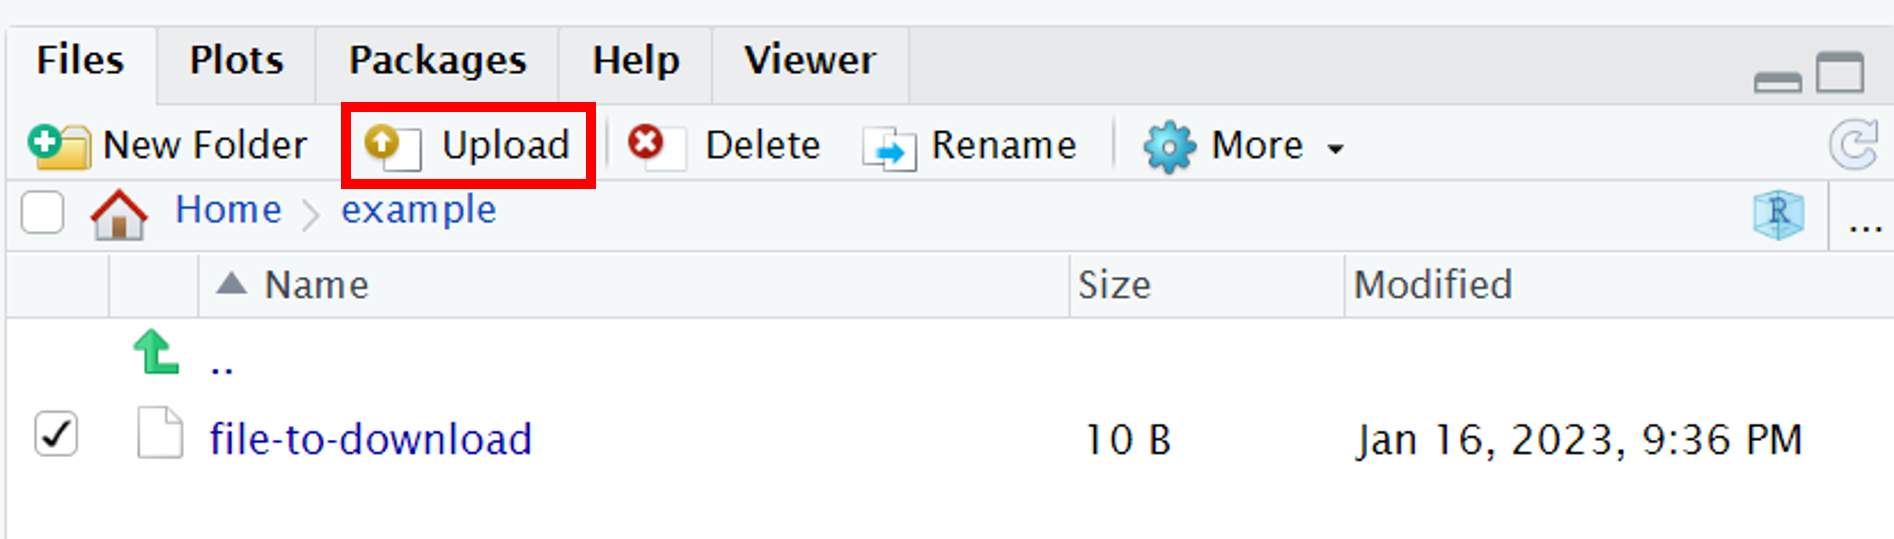 Files Plots Packages Help Viewer
New Folder Upload Delete Rename More
Home example R ...
Name Size Modified
..
file-to-download 10 B Jan 16, 2023, 9:36 PM